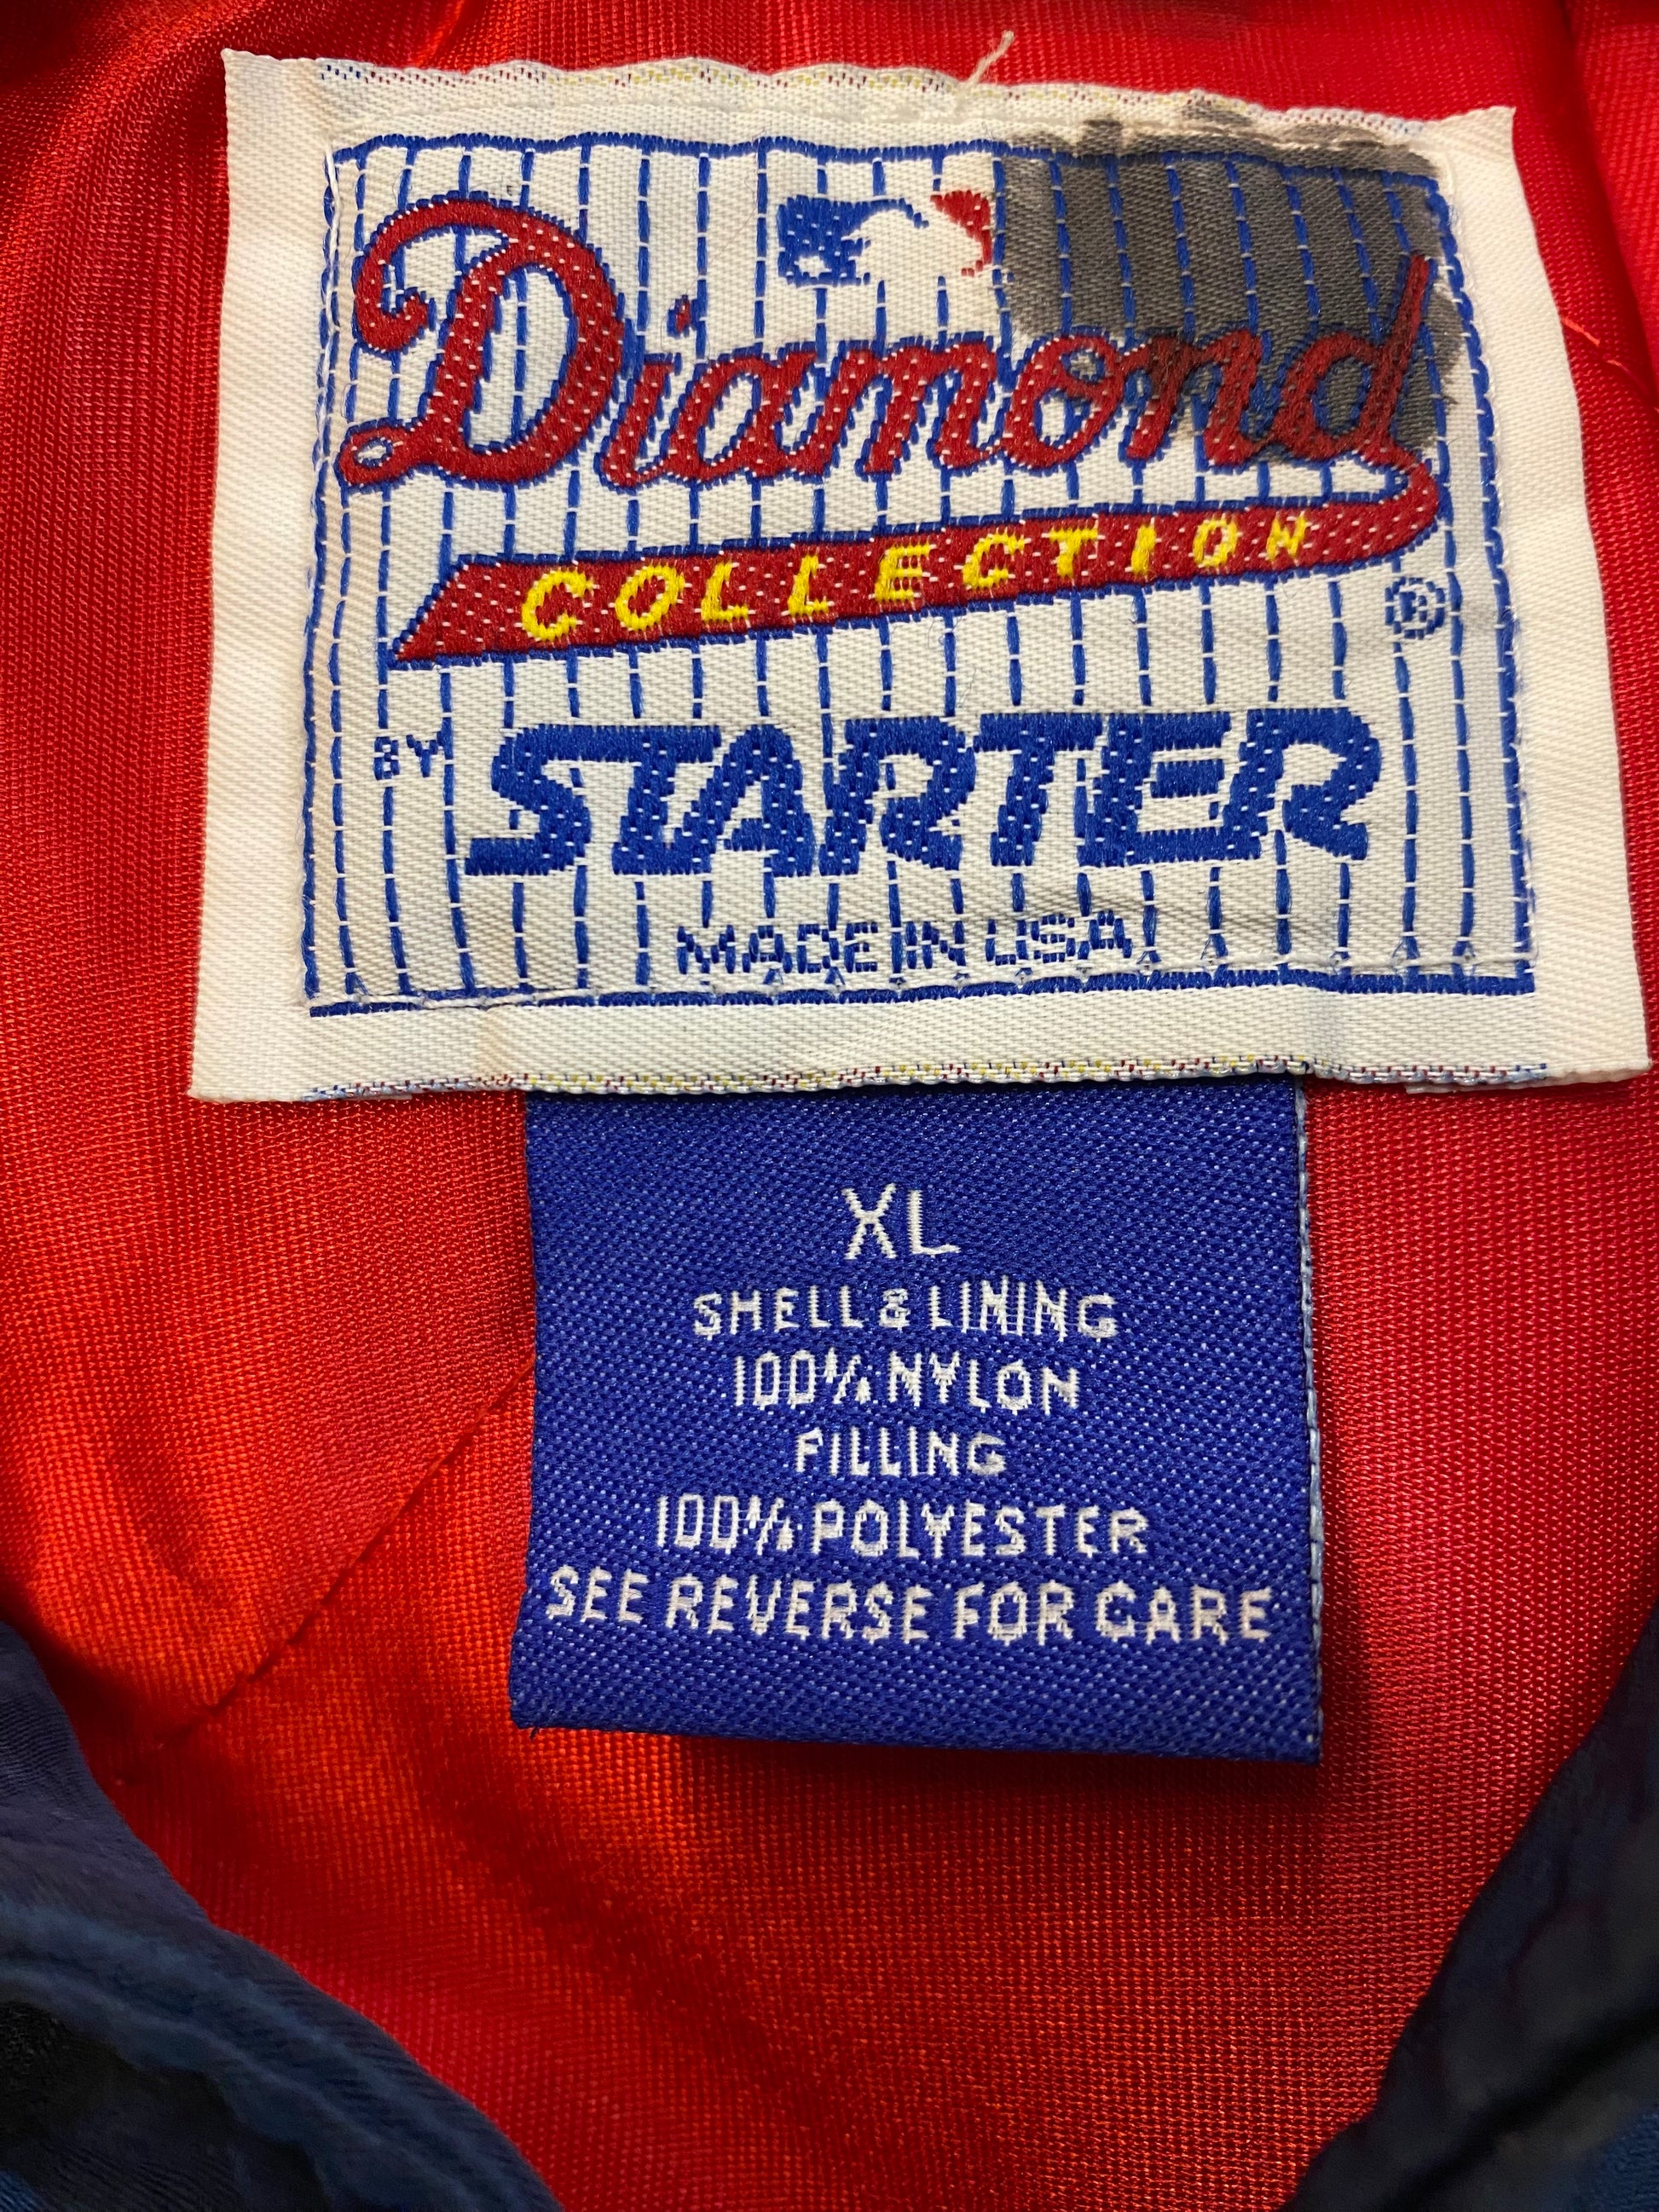 Diamond
COLLECTION
®
BY STARTER
MADE IN USA
XL
SHELL & LINING
100% NYLON
FILLING
100% POLYESTER
SEE REVERSE FOR CARE